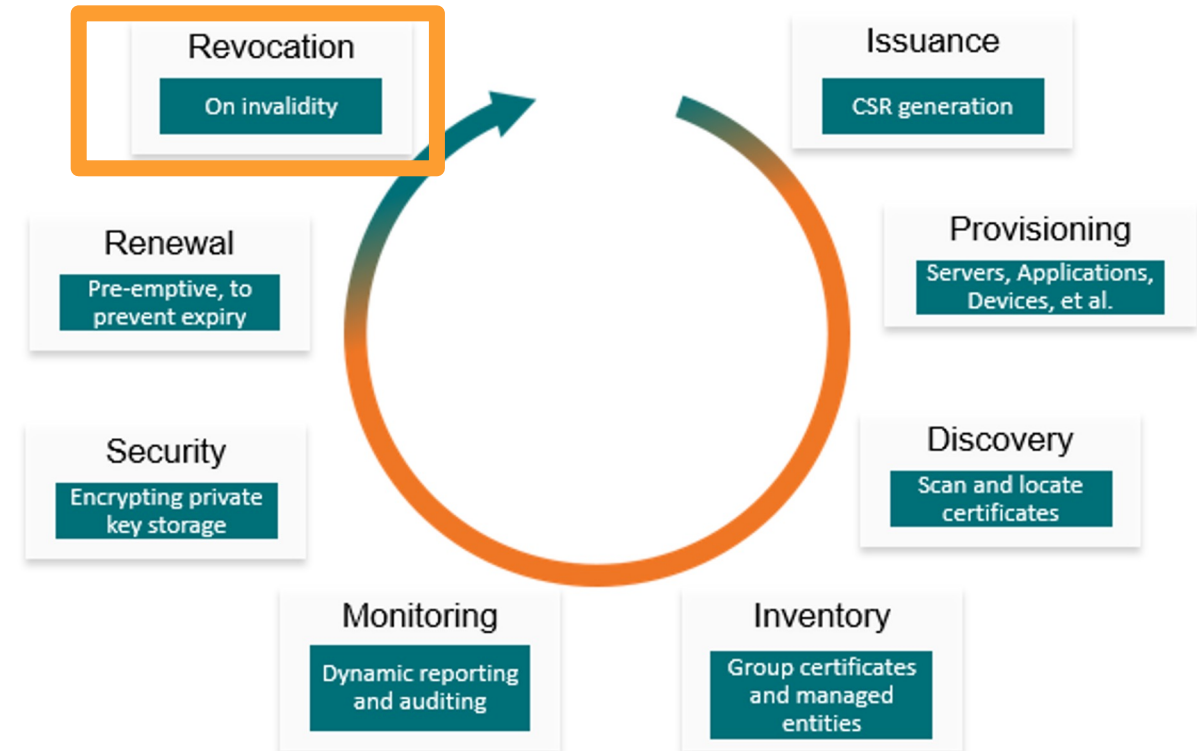 Revocation
On invalidity
Issuance
CSR generation
Provisioning
Servers, Applications,
Devices, et al.
Discovery
Scan and locate
certificates
Inventory
Group certificates
and managed
entities
Monitoring
Dynamic reporting
and auditing
Security
Encrypting private
key storage
Renewal
Pre-emptive, to
prevent expiry